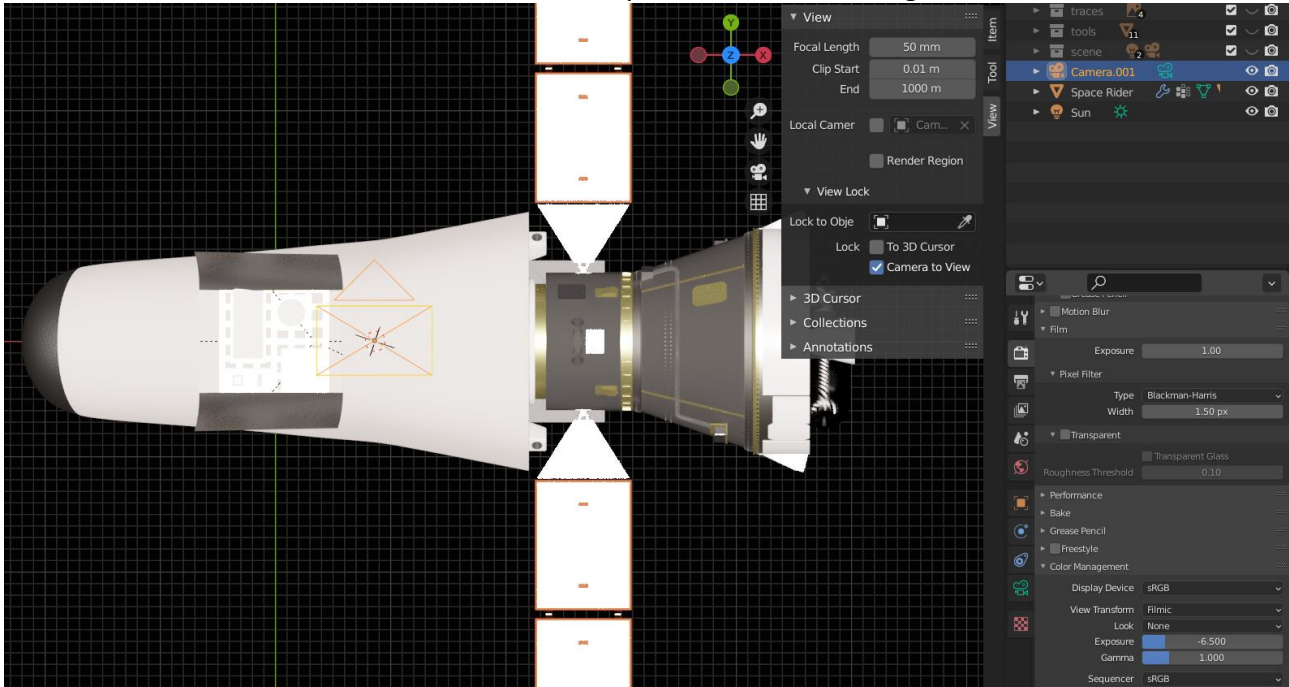 View
Focal Length 50 mm
Clip Start 0.01 m
End 1000 m
Local Camer Cam...
Render Region
View Lock
Lock to Obje
Lock To 3D Cursor
Camera to View
3D Cursor
Collections
Annotations
Item
Tool
View
Y
X
Z
traces 4
tools 11
scene 2
Camera.001
Space Rider
Sun
Motion Blur
Film
Exposure 1.00
Pixel Filter
Type Blackman-Harris
Width 1.50 px
Transparent
Transparent Glass
Roughness Threshold 0.10
Performance
Bake
Grease Pencil
Freestyle
Color Management
Display Device sRGB
View Transform Filmic
Look None
Exposure -6.500
Gamma 1.000
Sequencer sRGB